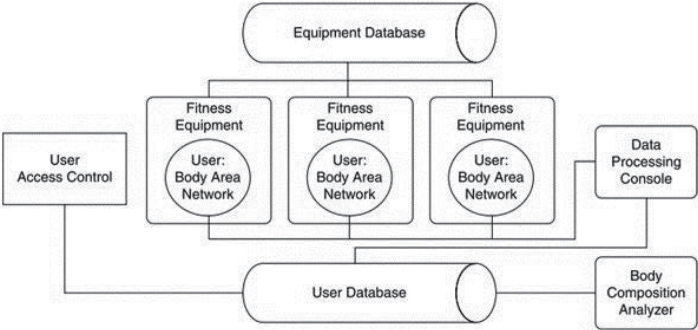 Equipment Database
Fitness
Equipment
User:
Body Area
Network
Fitness
Equipment
User:
Body Area
Network
Fitness
Equipment
User:
Body Area
Network
User
Access Control
Data
Processing
Console
User Database
Body
Composition
Analyzer